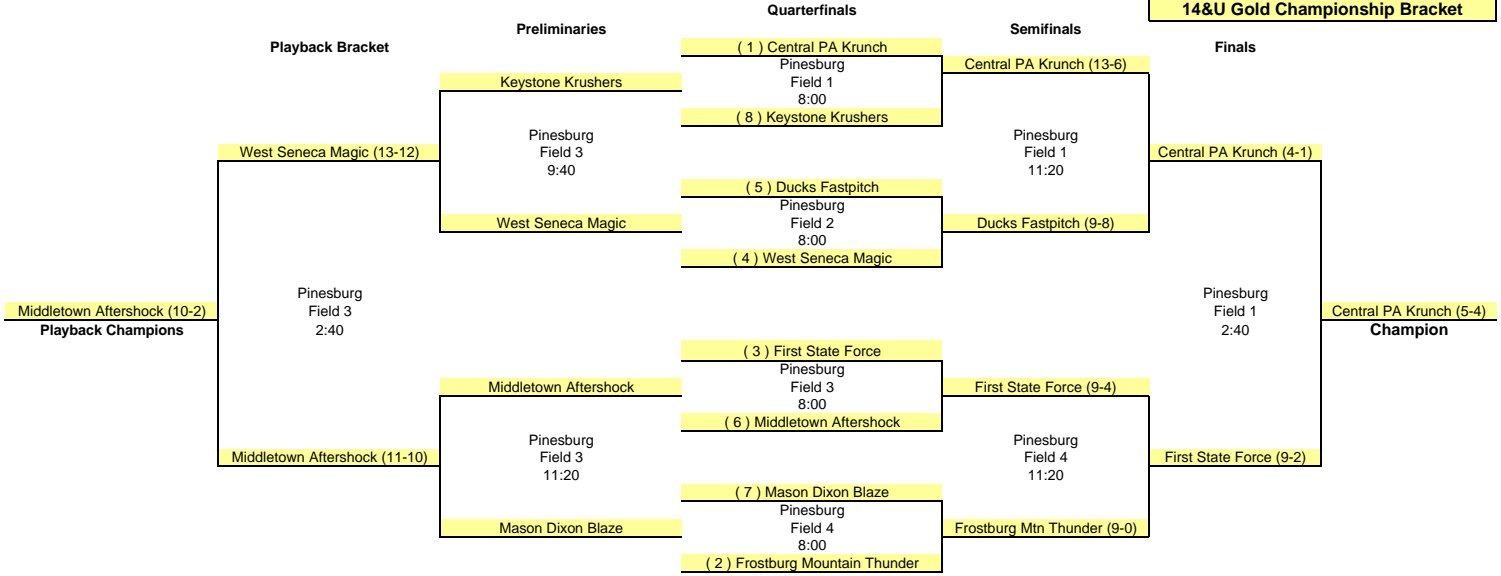 14&U Gold Championship Bracket
Quarterfinals
Preliminaries
Semifinals
Playback Bracket
Finals
( 1 ) Central PA Krunch
Pinesburg
Field 1
8:00
( 8 ) Keystone Krushers
Central PA Krunch (13-6)
Keystone Krushers
Pinesburg
Field 3
9:40
West Seneca Magic
Pinesburg
Field 1
11:20
West Seneca Magic (13-12)
Central PA Krunch (4-1)
( 5 ) Ducks Fastpitch
Pinesburg
Field 2
8:00
( 4 ) West Seneca Magic
Ducks Fastpitch (9-8)
Middletown Aftershock (10-2)
Playback Champions
Pinesburg
Field 3
2:40
Pinesburg
Field 1
2:40
Central PA Krunch (5-4)
Champion
( 3 ) First State Force
Pinesburg
Field 3
8:00
( 6 ) Middletown Aftershock
Middletown Aftershock
First State Force (9-4)
Pinesburg
Field 3
11:20
Pinesburg
Field 4
11:20
Middletown Aftershock (11-10)
First State Force (9-2)
( 7 ) Mason Dixon Blaze
Pinesburg
Field 4
8:00
( 2 ) Frostburg Mountain Thunder
Mason Dixon Blaze
Frostburg Mtn Thunder (9-0)